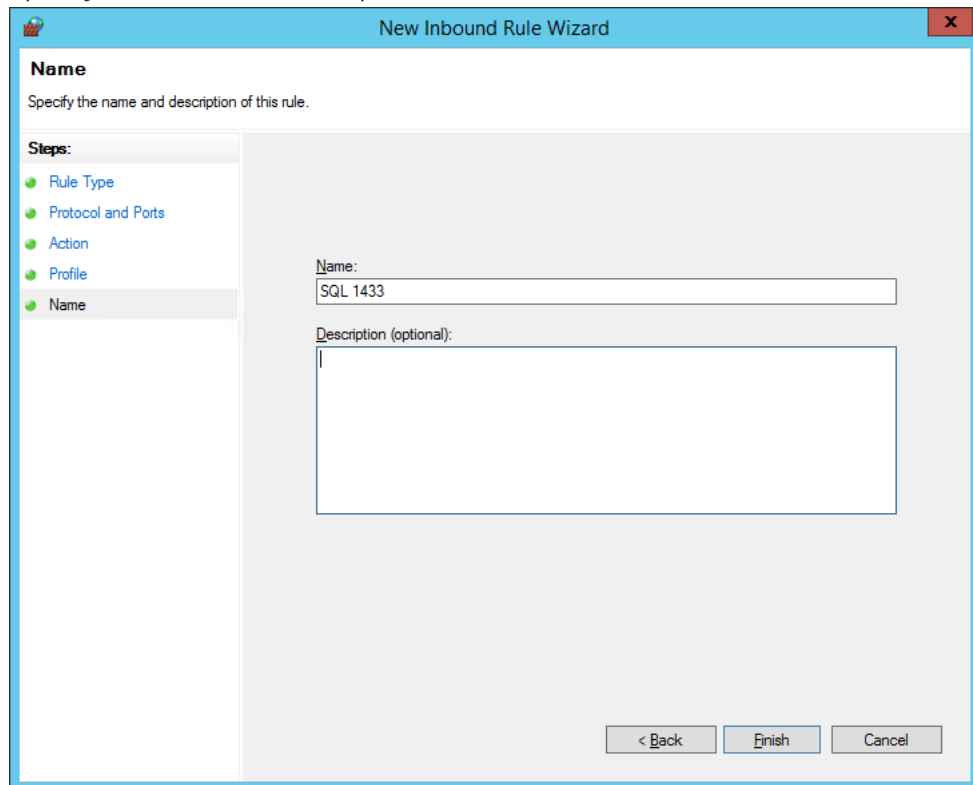 New Inbound Rule Wizard
x
Name
Specify the name and description of this rule.
Steps:
Rule Type
Protocol and Ports
Action
Profile
Name
Name:
SQL 1433
Description (optional):
< Back
Finish
Cancel